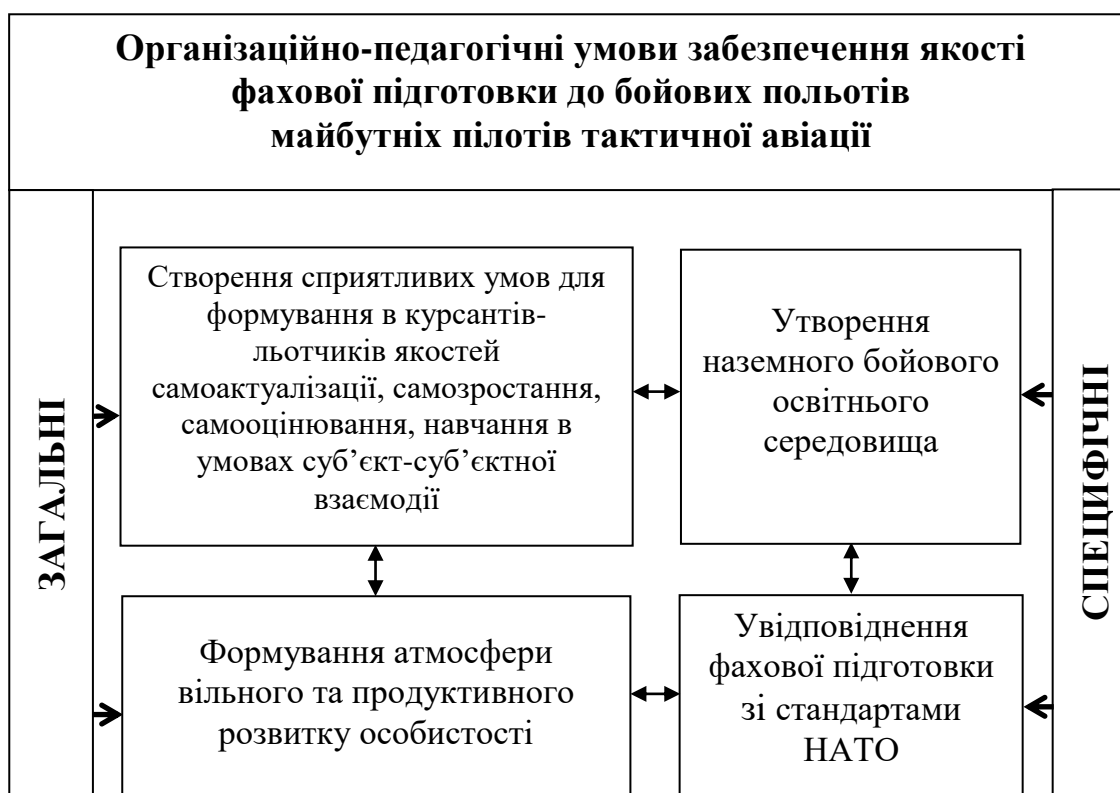 Організаційно-педагогічні умови забезпечення якості
фахової підготовки до бойових польотів
майбутніх пілотів тактичної авіації
ЗАГАЛЬНІ
Створення сприятливих умов для
формування в курсантів-
льотчиків якостей
самоактуалізації, самозростання,
самооцінювання, навчання в
умовах суб’єкт-суб’єктної
взаємодії
Утворення
наземного бойового
освітнього
середовища
СПЕЦИФІЧНІ
Формування атмосфери
вільного та продуктивного
розвитку особистості
Увідповіднення
фахової підготовки
зі стандартами
НАТО